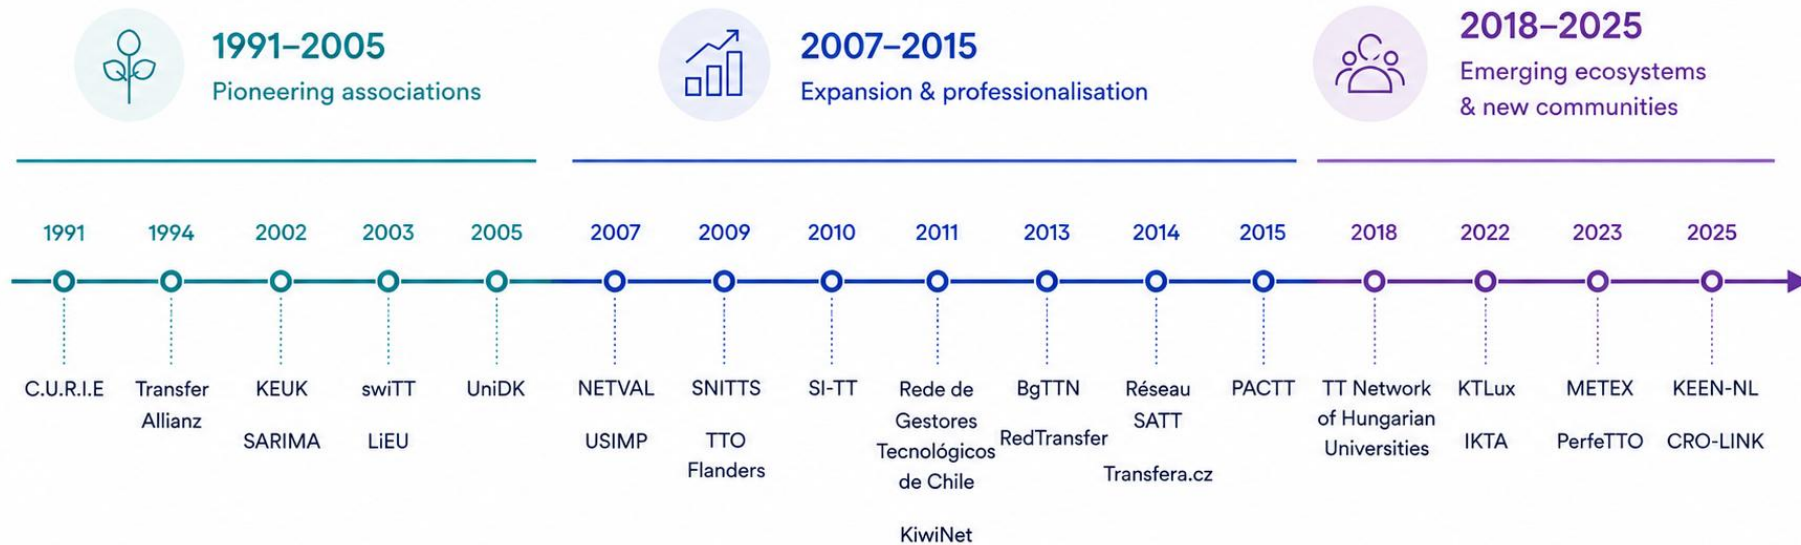 1991–2005
Pioneering associations
2007–2015
Expansion & professionalisation
2018–2025
Emerging ecosystems
& new communities
1991
1994
2002
2003
2005
2007
2009
2010
2011
2013
2014
2015
2018
2022
2023
2025
C.U.R.I.E
Transfer
Allianz
KEUK
SARIMA
swiTT
LiEU
UniDK
NETVAL
USIMP
SNITTS
TTO
Flanders
SI-TT
Rede de
Gestores
Tecnológicos
de Chile
KiwiNet
BgTTN
RedTransfer
Réseau
SATT
Transfera.cz
PACTT
TT Network
of Hungarian
Universities
KTLux
IKTA
METEX
PerfeTTO
KEEN-NL
CRO-LINK